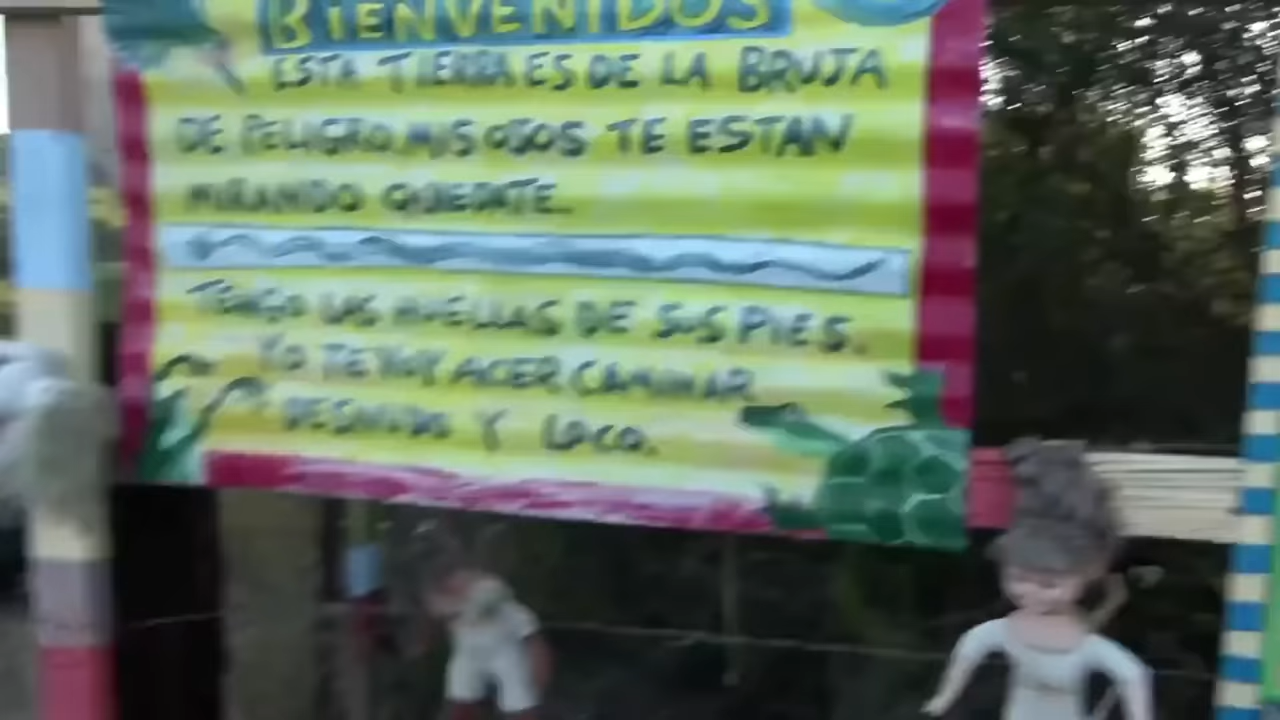 BIENVENIDOS
ESTA TIERRA ES DE LA BRUJA
DE PELIGRO, MIS OJOS TE ESTAN
MIRANDO QUEDATE.
TENGO LAS HUELLAS DE SUS PIES.
YO TE VOY ACER CAMINAR
DESNUDO Y LOCO.